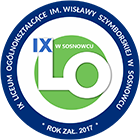 IX LICEUM OGÓLNOKSZTAŁCĄCE IM. WISŁAWY SZYMBORSKIEJ W SOSNOWCU
IX
W SOSNOWCU
LO
• ROK ZAŁ. 2017 •